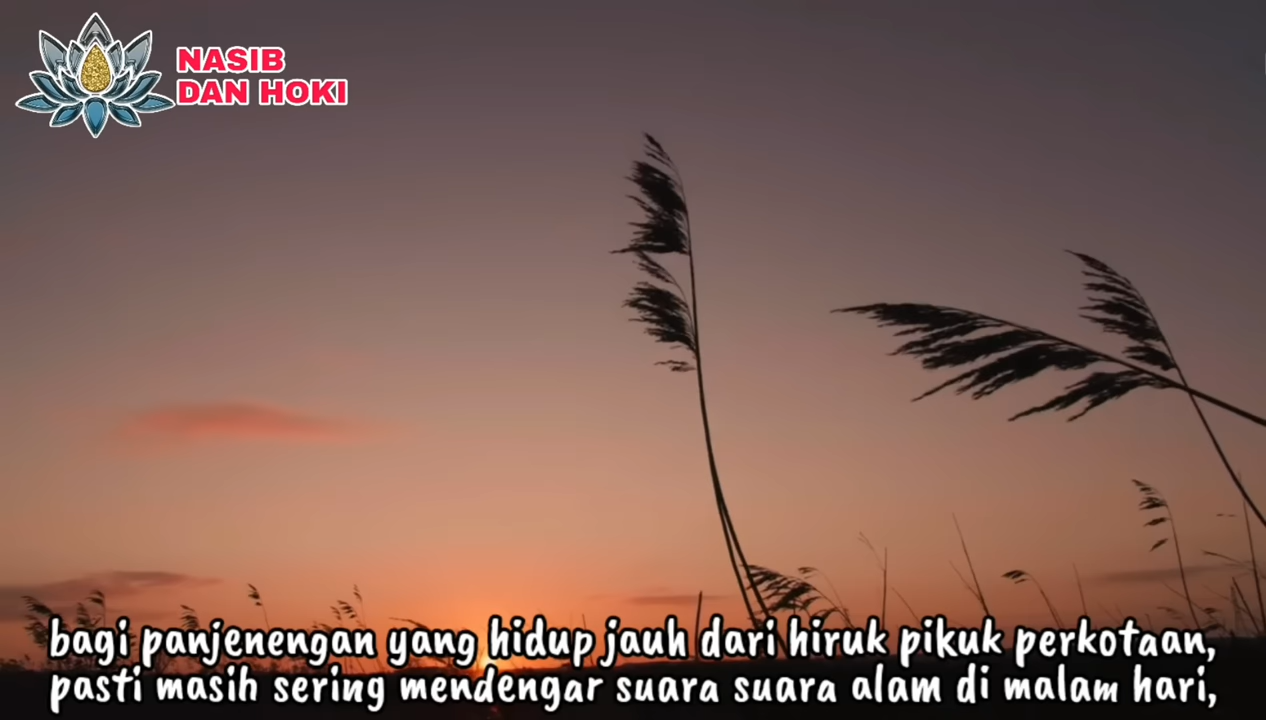 NASIB
DAN HOKI
bagi panjenengan yang hidup jauh dari hiruk pikuk perkotaan,
pasti masih sering mendengar suara suara alam di malam hari,